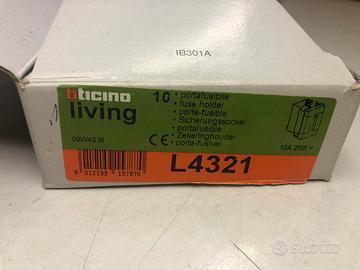 IB301A
bticino
living
09W43 M
10 • portafusibile
• fuse holder
• porte-fusible
• Sicherungssockel
• portafusible
• Zekeringhouder
• porta-fusível
CE
L4321
10A 250V~
8 012199 157870
subito